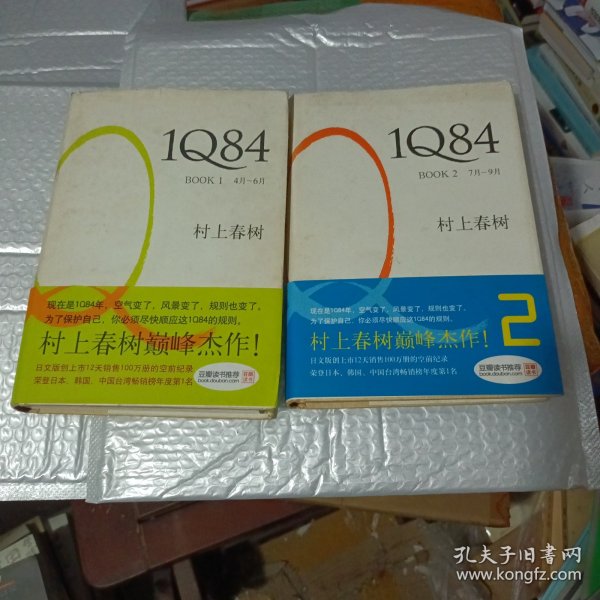 1Q84
BOOK 1 4月-6月
村上春树
现在是1Q84年，空气变了，风景变了，规则也变了。
为了保护自己，你必须尽快顺应这1Q84的规则。
村上春树巅峰杰作！
日文版创上市12天销售100万册的空前纪录
荣登日本、韩国、中国台湾畅销榜年度第1名
豆瓣读书推荐
book.douban.com
豆瓣
读书
1Q84
BOOK 2 7月-9月
村上春树
现在是1Q84年，空气变了，风景变了，规则也变了。
为了保护自己，你必须尽快顺应这1Q84的规则。
2
村上春树巅峰杰作！
日文版创上市12天销售100万册的空前纪录
荣登日本、韩国、中国台湾畅销榜年度第1名
豆瓣读书推荐
book.douban.com
豆瓣
读书
孔夫子旧书网
www.kongfz.com